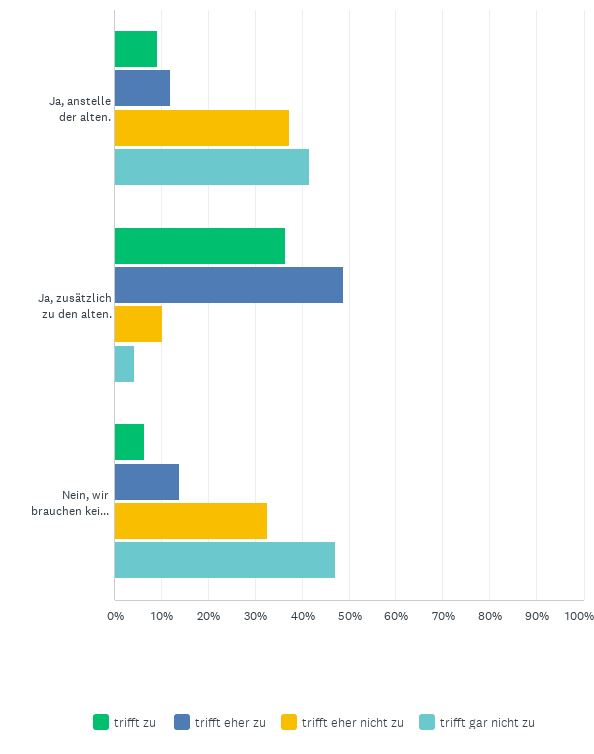 Ja, anstelle
der alten.
Ja, zusätzlich
zu den alten.
Nein, wir
brauchen kei...
0% 10% 20% 30% 40% 50% 60% 70% 80% 90% 100%
trifft zu trifft eher zu trifft eher nicht zu trifft gar nicht zu